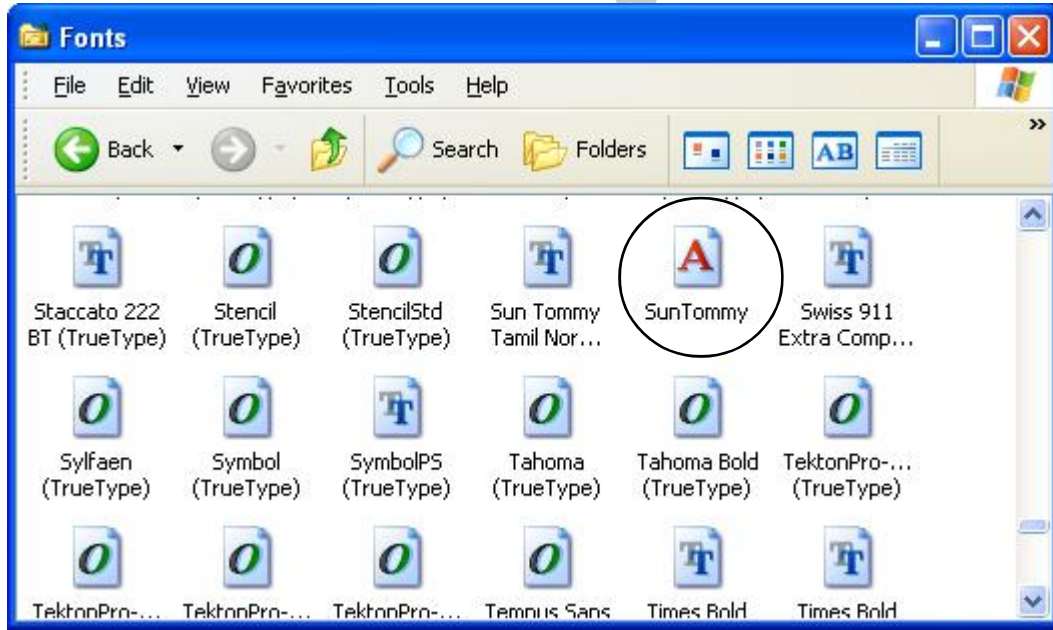 Fonts
File Edit View Favorites Tools Help
Back Search Folders AB »
Staccato 222 Stencil StencilStd Sun Tommy SunTommy Swiss 911
BT (TrueType) (TrueType) (TrueType) Tamil Nor... Extra Comp...
Sylfaen Symbol SymbolPS Tahoma Tahoma Bold TektonPro-...
(TrueType) (TrueType) (TrueType) (TrueType) (TrueType) (TrueType)
TektonPro-... TektonPro-... TektonPro-... Tempus Sans Times Bold Times Bold